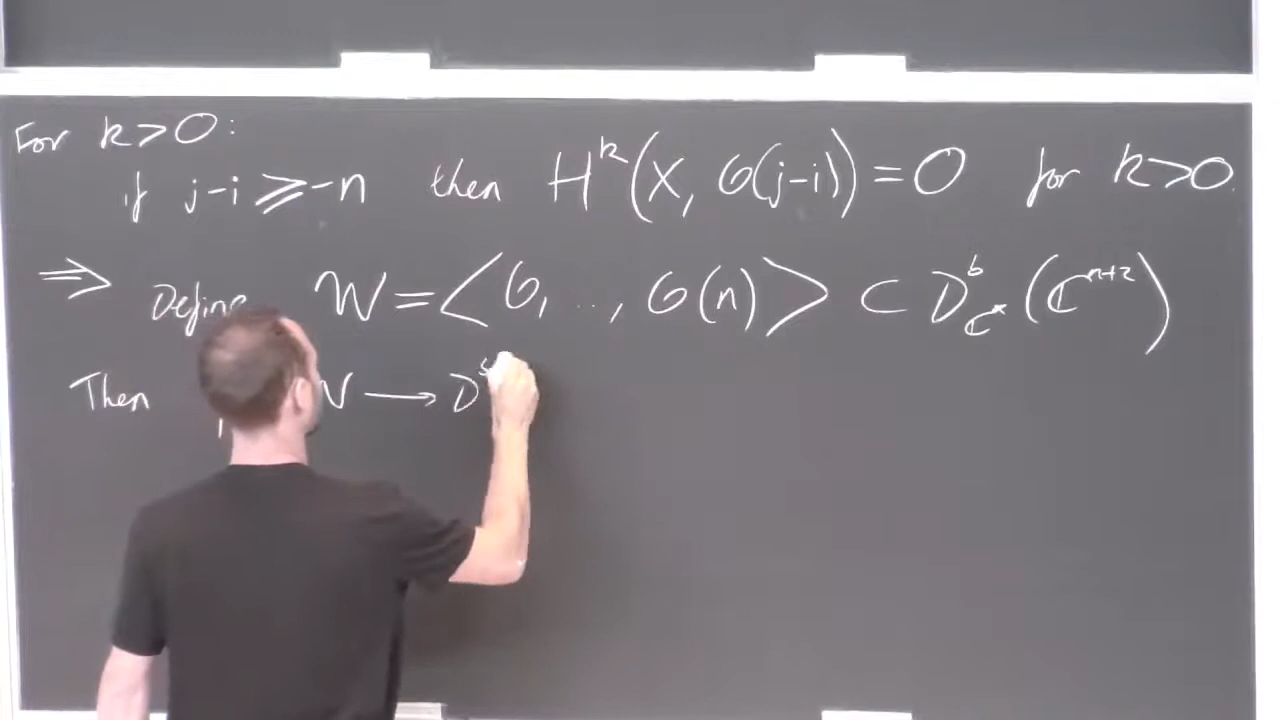 For k>0:
if j-i ⩾ -n then H^k(X, O(j-i)) = 0 for k>0.
⇒ Define W = <O, ..., O(n)> ⊂ D^b_{ℂ*}(ℂ^{n+2})
Then W → D^b